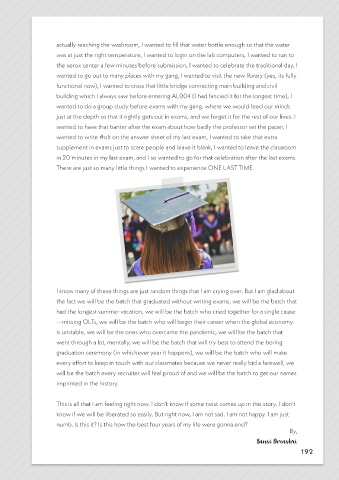 actually reaching the washroom, I wanted to fill that water bottle enough so that the water
was at just the right temperature, I wanted to login on the lab computers, I wanted to run to
the xerox center a few minutes before submission, I wanted to celebrate the traditional day, I
wanted to go out to many places with my gang, I wanted to visit the new library (yes, its fully
functional now), I wanted to cross that little bridge connecting main building and civil
building which I always saw before entering AL004 (I had fancied it for the longest time), I
wanted to do a group study before exams with my gang, where we would feed our minds
just at the depth so that it rightly gets out in exams, and we forget it for the rest of our lives. I
wanted to have that banter after the exam about how badly the professor set the paper, I
wanted to write #olt on the answer sheet of my last exam, I wanted to take that extra
supplement in exams just to scare people and leave it blank, I wanted to leave the classroom
in 20 minutes in my last exam, and I so wanted to go for that celebration after the last exams.
These are just so many little things I wanted to experience ONE LAST TIME.
I know many of these things are just random things that I am crying over. But I am glad about
the fact we will be the batch that graduated without writing exams, we will be the batch that
had the longest summer vacation, we will be the batch who cried together for a single cause
—missing OLTs, we will be the batch who will begin their career when the global economy
is unstable, we will be the ones who overcame the pandemic, we will be the batch that
went through a lot, mentally, we will be the batch that will try best to attend the boring
graduation ceremony (in whichever year it happens), we will be the batch who will make
every effort to keep in touch with our classmates because we never really bid a farewell, we
will be the batch every recruiter will feel proud of and we will be the batch to get our names
imprinted in the history.
This is all that I am feeling right now. I don't know if some twist comes up in this story. I don't
know if we will be liberated so easily. But right now, I am not sad. I am not happy. I am just
numb. Is this it? Is this how the best four years of my life were gonna end?
By,
192